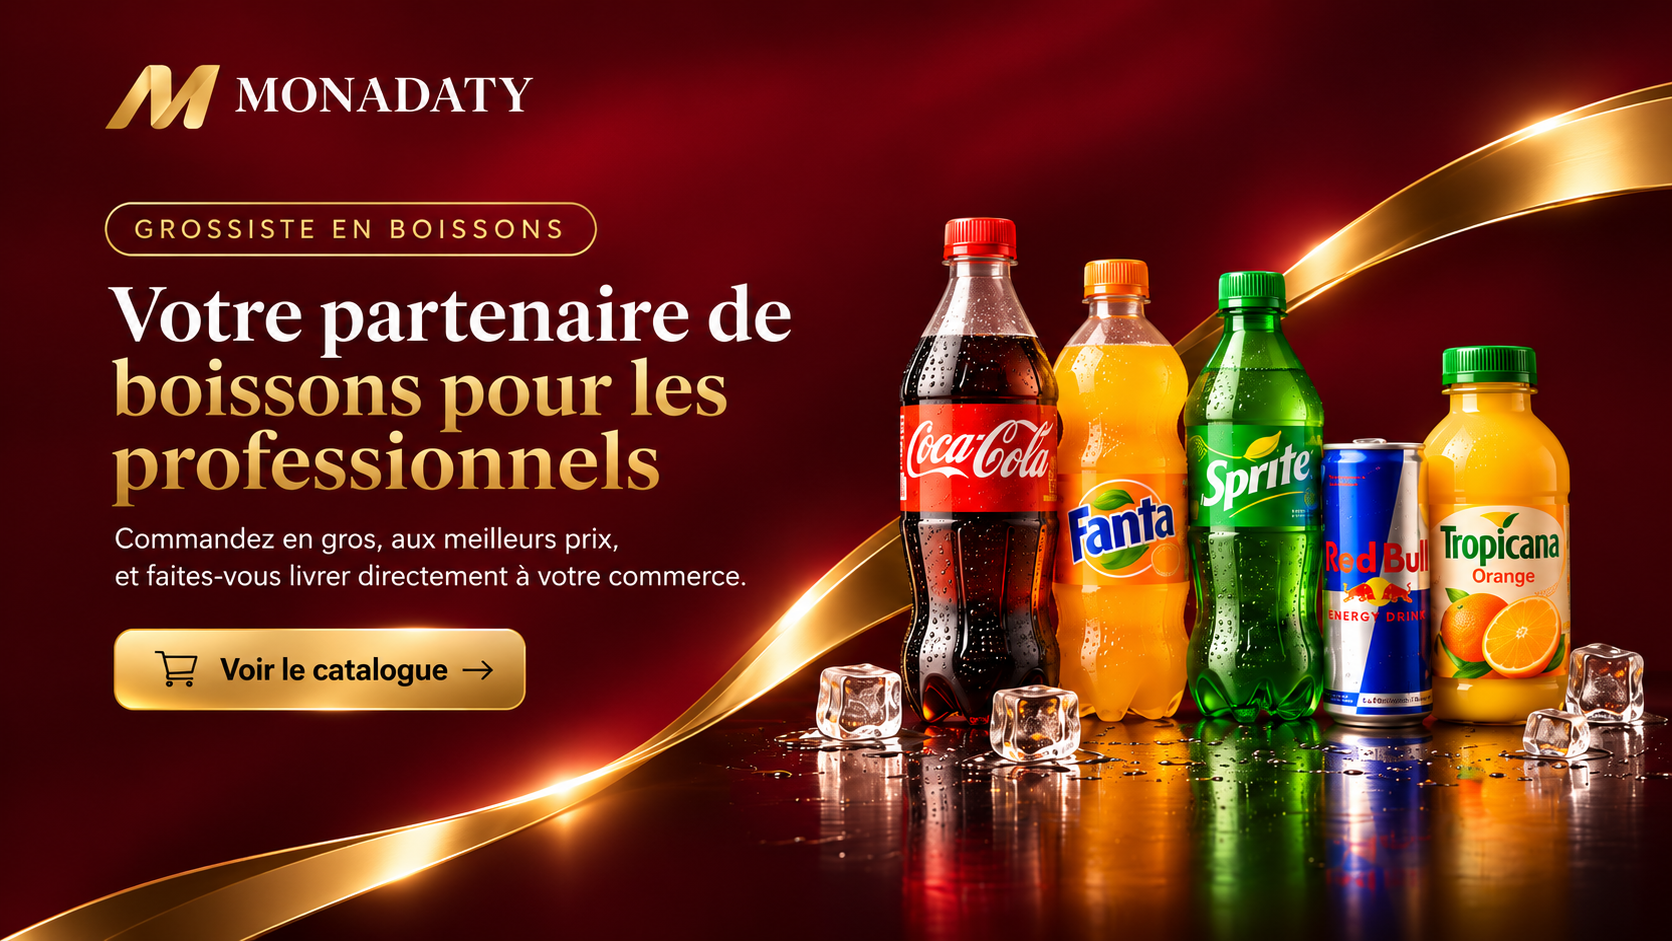 MONADATY
GROSSISTE EN BOISSONS
Votre partenaire de
boissons pour les
professionnels
Commandez en gros, aux meilleurs prix,
et faites-vous livrer directement à votre commerce.
Voir le catalogue →
Coca-Cola
Fanta
Sprite
Red Bull
ENERGY DRINK
Tropicana
Orange